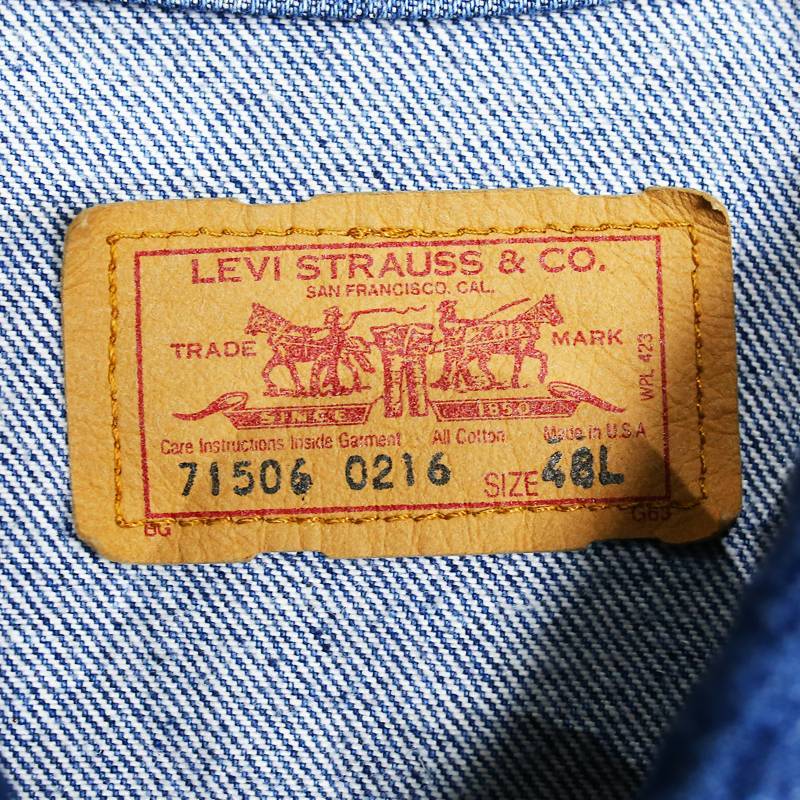 LEVI STRAUSS & CO.
SAN FRANCISCO, CAL.
TRADE MARK
WPL 423
SINCE 1850
Care Instructions Inside Garment All Cotton Made in U.S.A
71506 0216 SIZE 48L
BG